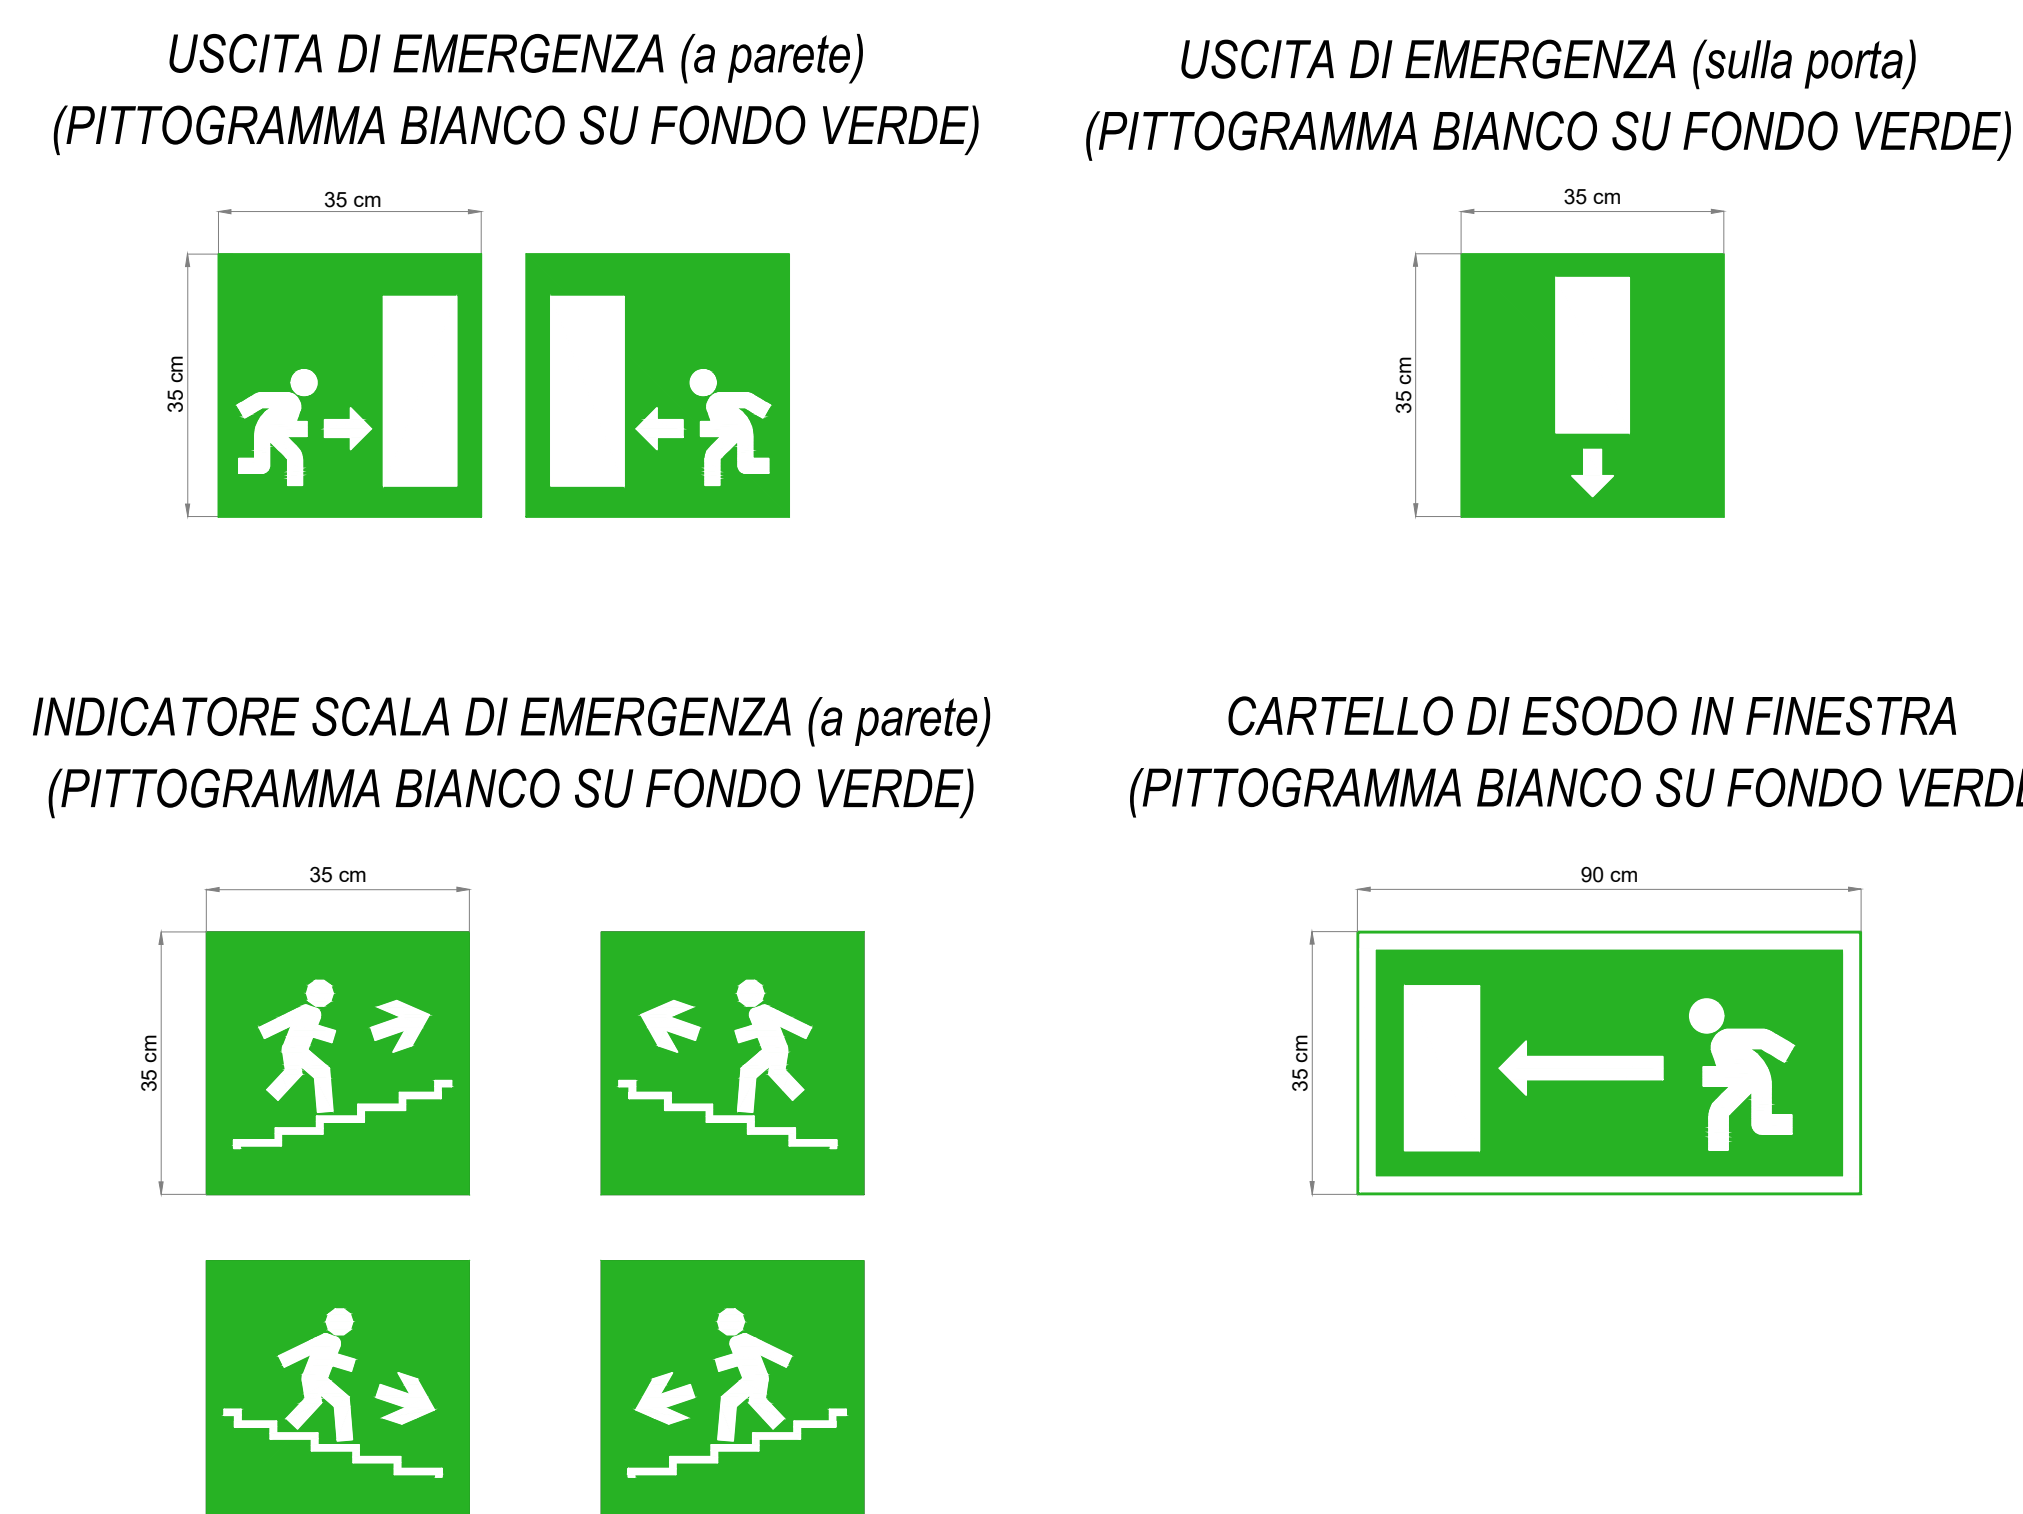 USCITA DI EMERGENZA (a parete)
(PITTOGRAMMA BIANCO SU FONDO VERDE)
35 cm
35 cm
USCITA DI EMERGENZA (sulla porta)
(PITTOGRAMMA BIANCO SU FONDO VERDE)
35 cm
35 cm
INDICATORE SCALA DI EMERGENZA (a parete)
(PITTOGRAMMA BIANCO SU FONDO VERDE)
35 cm
35 cm
CARTELLO DI ESODO IN FINESTRA
(PITTOGRAMMA BIANCO SU FONDO VERDE
90 cm
35 cm